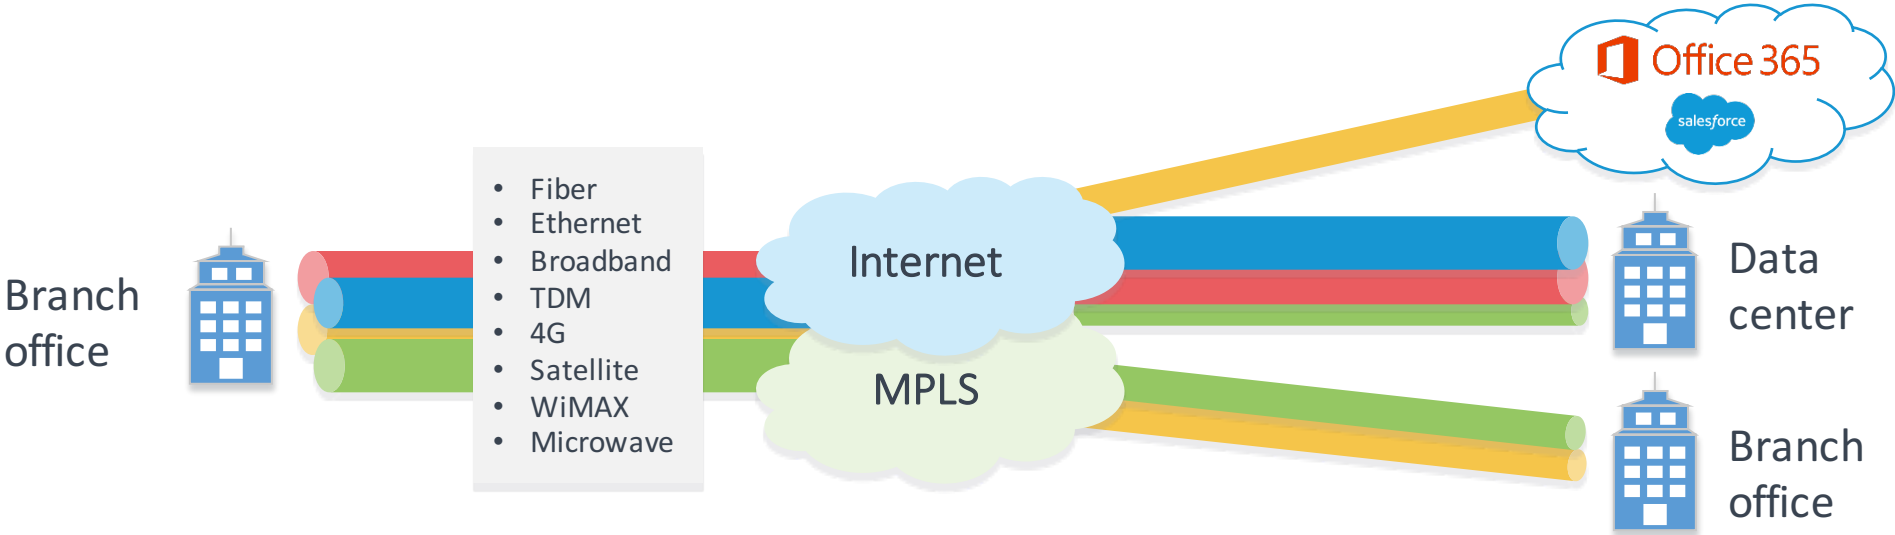 Branch
office
• Fiber
• Ethernet
• Broadband
• TDM
• 4G
• Satellite
• WiMAX
• Microwave
Internet
MPLS
Office 365
salesforce
Data
center
Branch
office